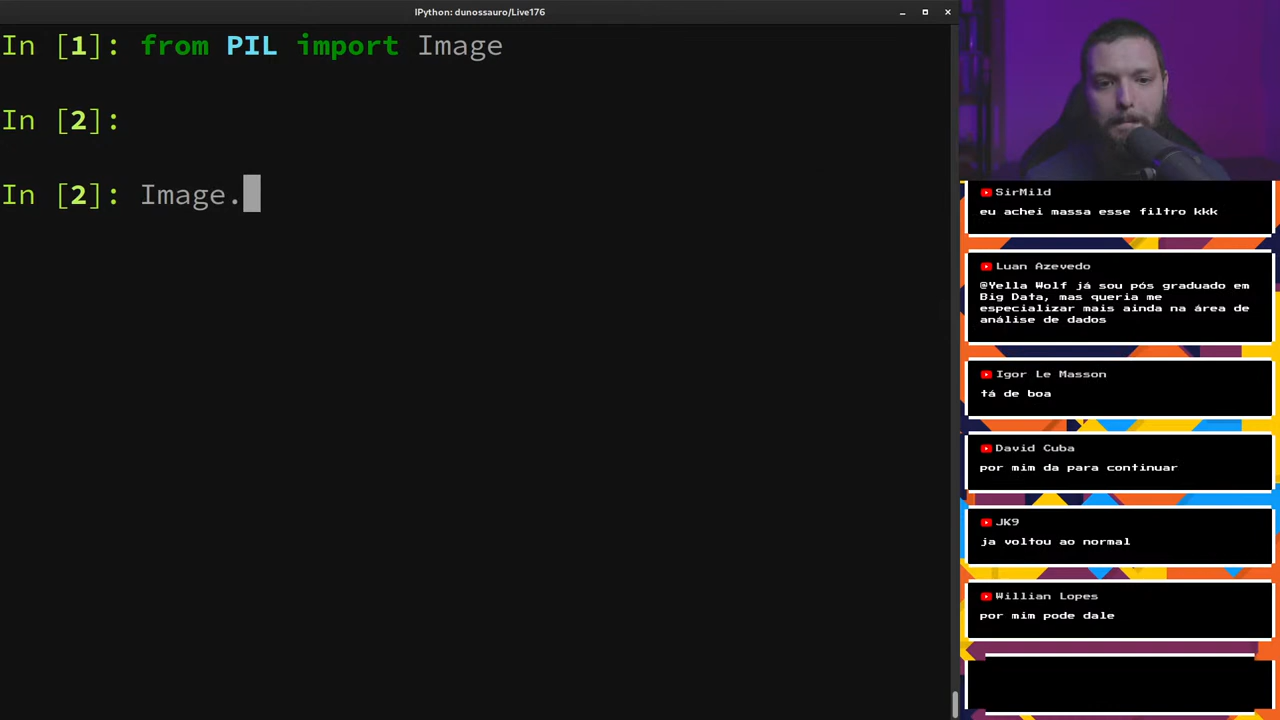 IPython: dunossauro/Live176
In [1]: from PIL import Image
In [2]:
In [2]: Image.
SirMild
eu achei massa esse filtro kkk
Luan Azevedo
@Yella Wolf já sou pós graduado em
Big Data, mas queria me
especializar mais ainda na área de
análise de dados
Igor Le Masson
tá de boa
David Cuba
por mim da para continuar
JK9
ja voltou ao normal
Willian Lopes
por mim pode dale